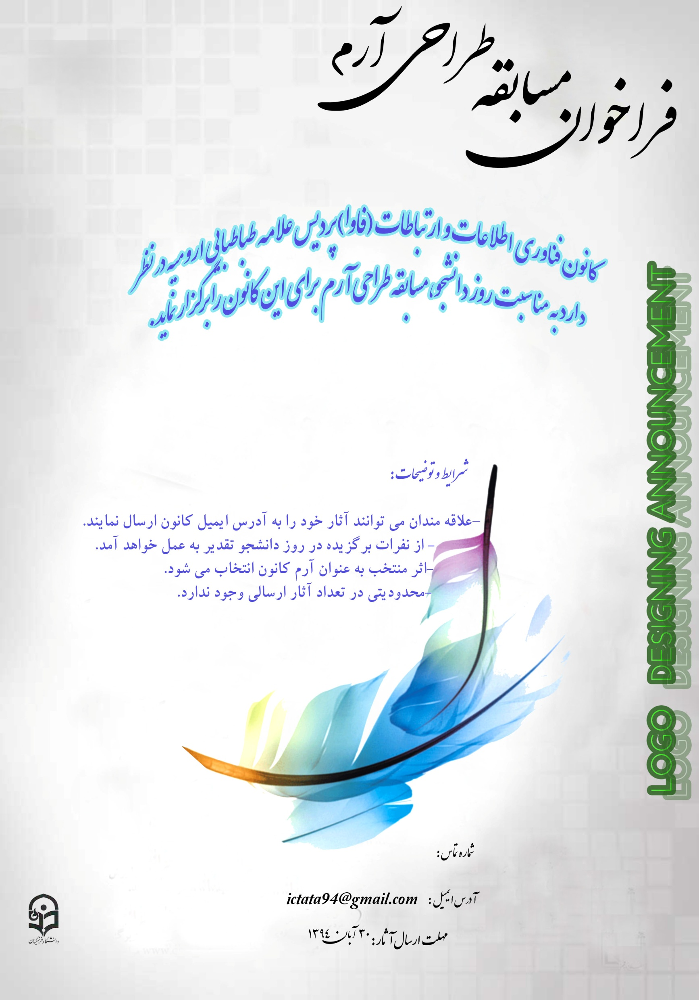 فراخوان مسابقه طراحی آرم
کانون فناوری اطلاعات و ارتباطات (فاوا) پردیس علامه طباطبایی ارومیه در نظر
دارد به مناسبت روز دانشجو، مسابقه طراحی آرم برای این کانون را برگزار نماید.
LOGO DESIGNING ANNOUNCEMENT
شرایط و توضیحات:
-علاقه مندان می توانند آثار خود را به آدرس ایمیل کانون ارسال نمایند.
- از نفرات برگزیده در روز دانشجو تقدیر به عمل خواهد آمد.
-اثر منتخب به عنوان آرم کانون انتخاب می شود.
-محدودیتی در تعداد آثار ارسالی وجود ندارد.
شماره تماس:
آدرس ایمیل: ictata94@gmail.com
مهلت ارسال آثار: ۳۰ آبان ۱۳۹٤
دانشگاه فرهنگیان